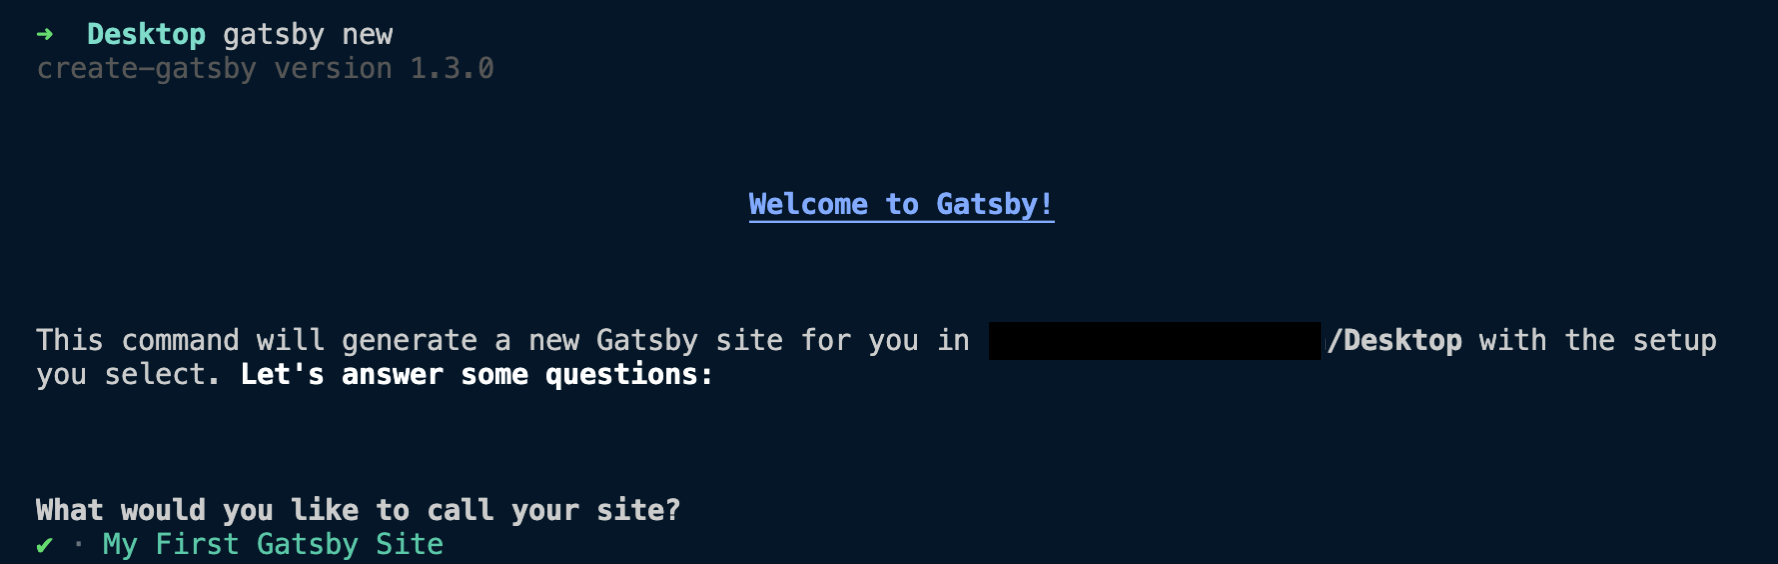 ➜  Desktop gatsby new
create-gatsby version 1.3.0
Welcome to Gatsby!
This command will generate a new Gatsby site for you in /Desktop with the setup
you select. Let's answer some questions:
What would you like to call your site?
✔ · My First Gatsby Site